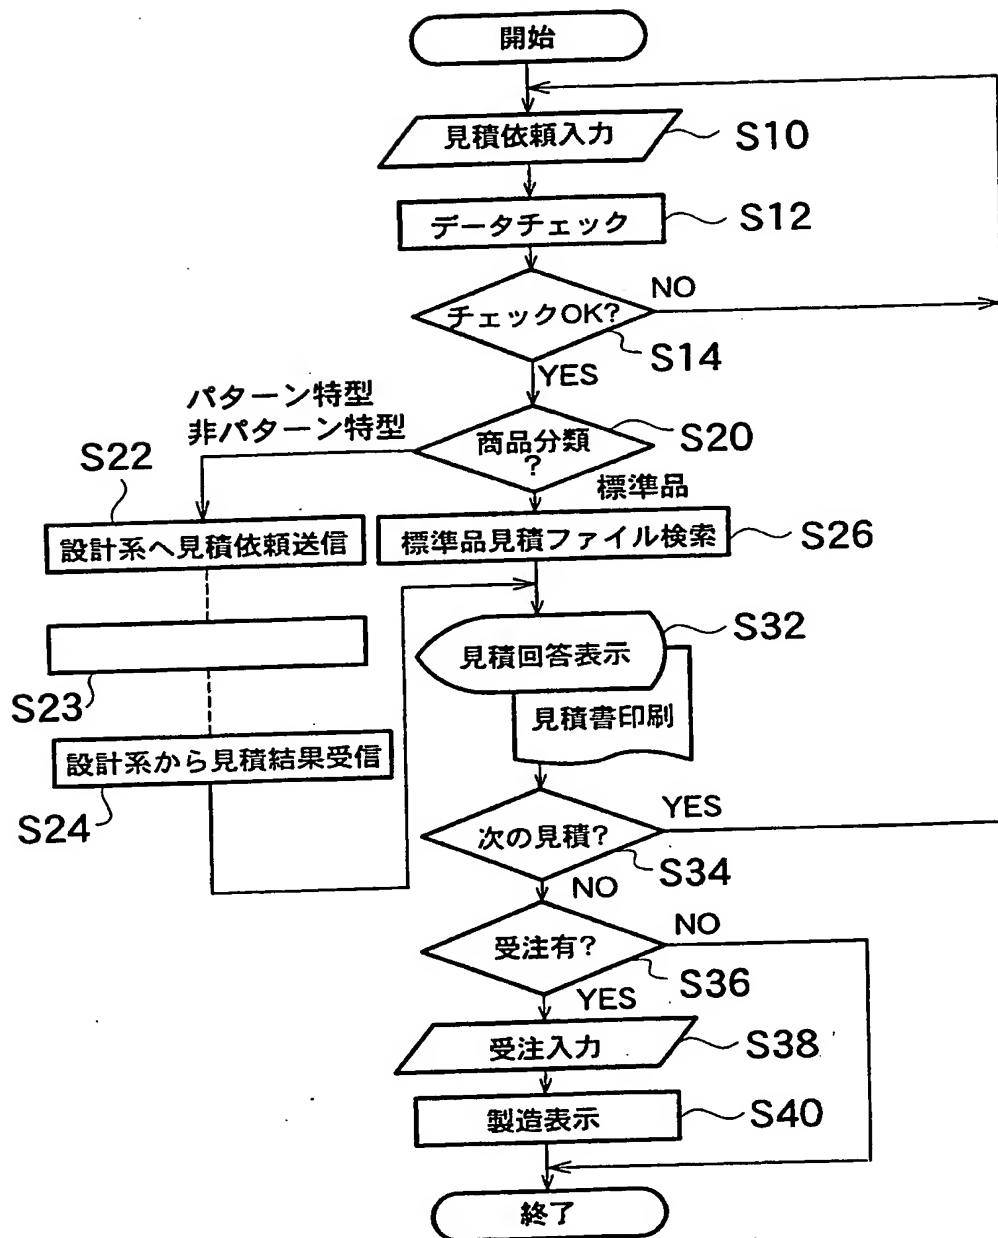 開始
見積依頼入力
S10
データチェック
S12
チェックOK?
NO
S14
YES
パターン特型
非パターン特型
商品分類
?
S20
標準品
S22
設計系へ見積依頼送信
標準品見積ファイル検索
S26
S23
設計系から見積結果受信
S24
見積回答表示
S32
見積書印刷
次の見積?
YES
S34
NO
受注有?
NO
S36
YES
受注入力
S38
製造表示
S40
終了